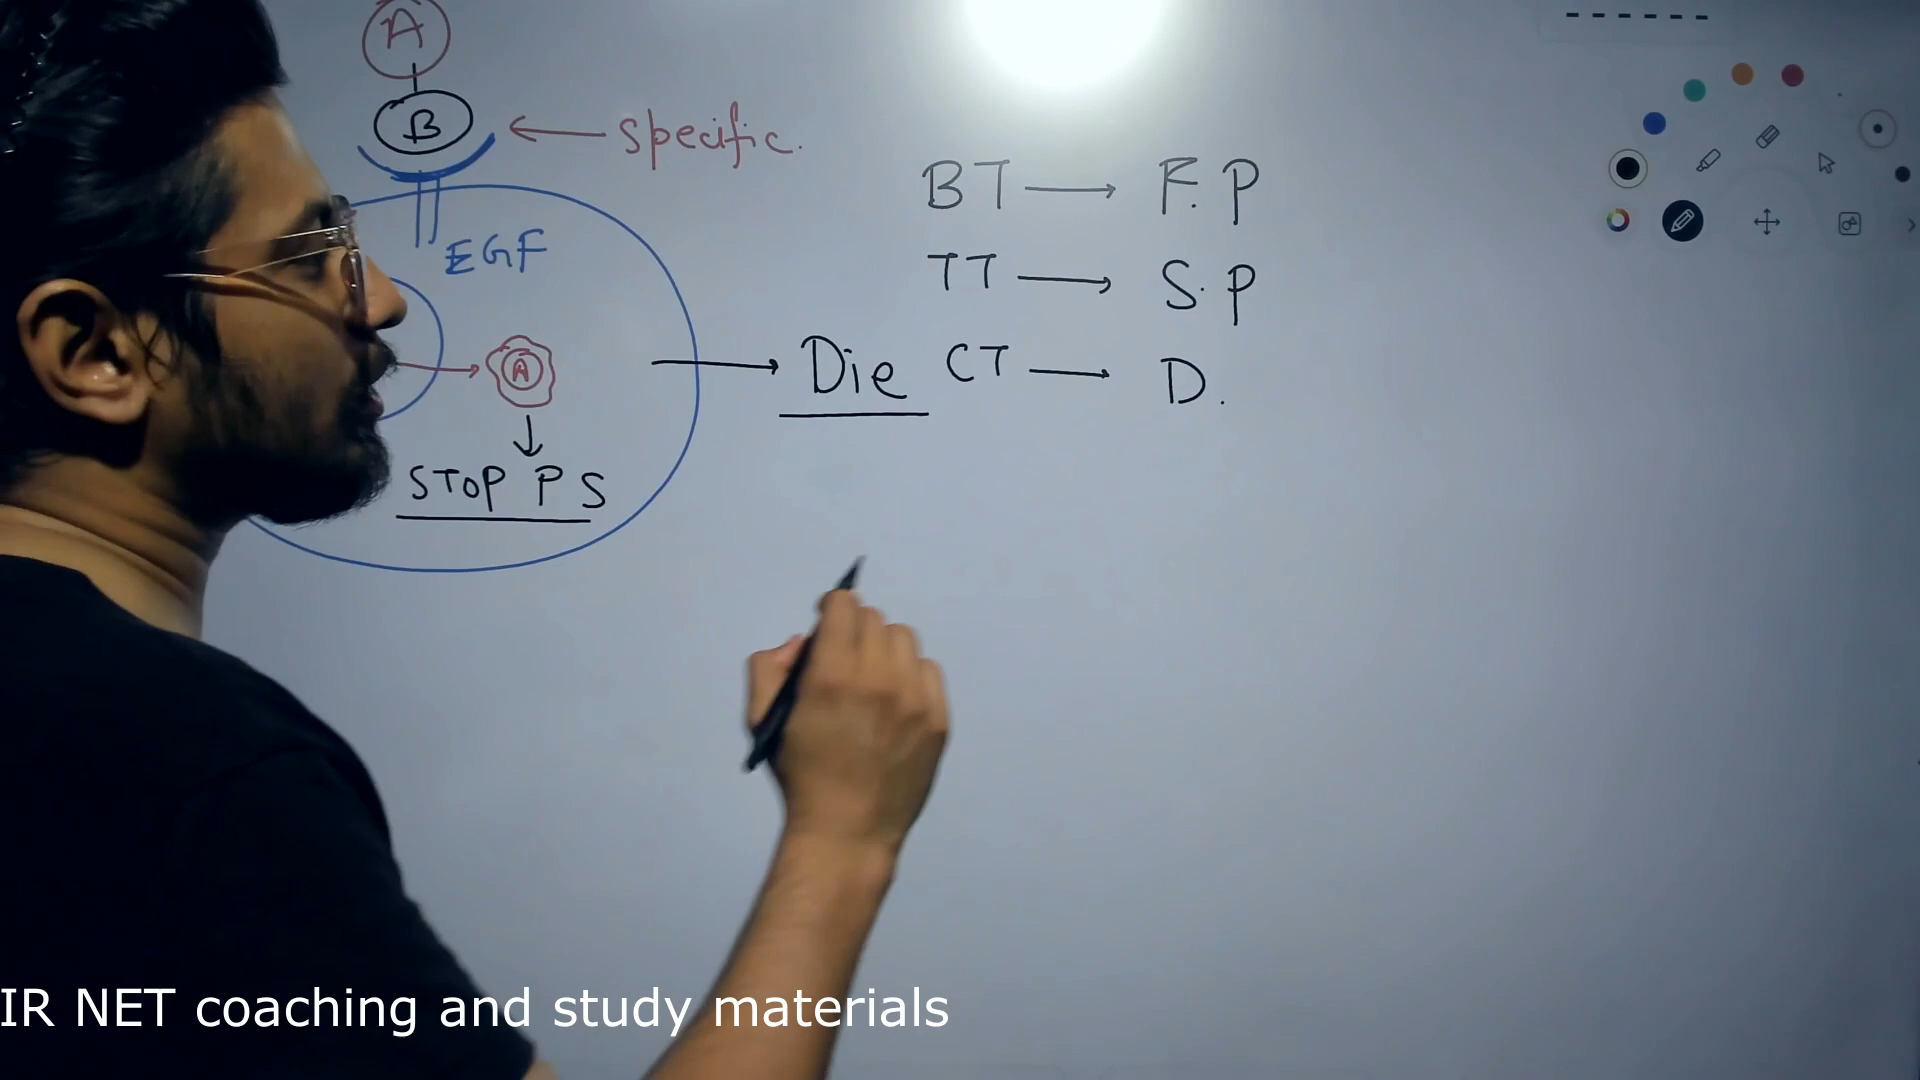 A
B
← specific.
EGF
BT → F.P
TT → S.P
CT → D.
A
→ Die
↓
STOP PS
IR NET coaching and study materials